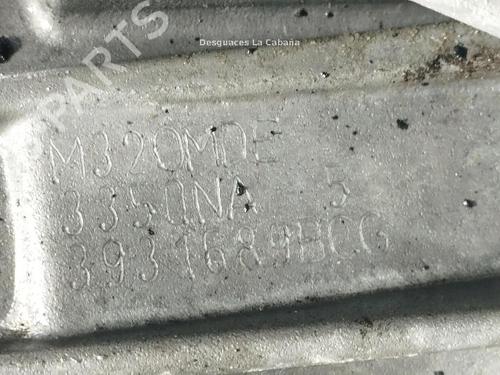 Desguaces La Cabaña
PARTS
M320MDE
3350NA 5
3931689BCG